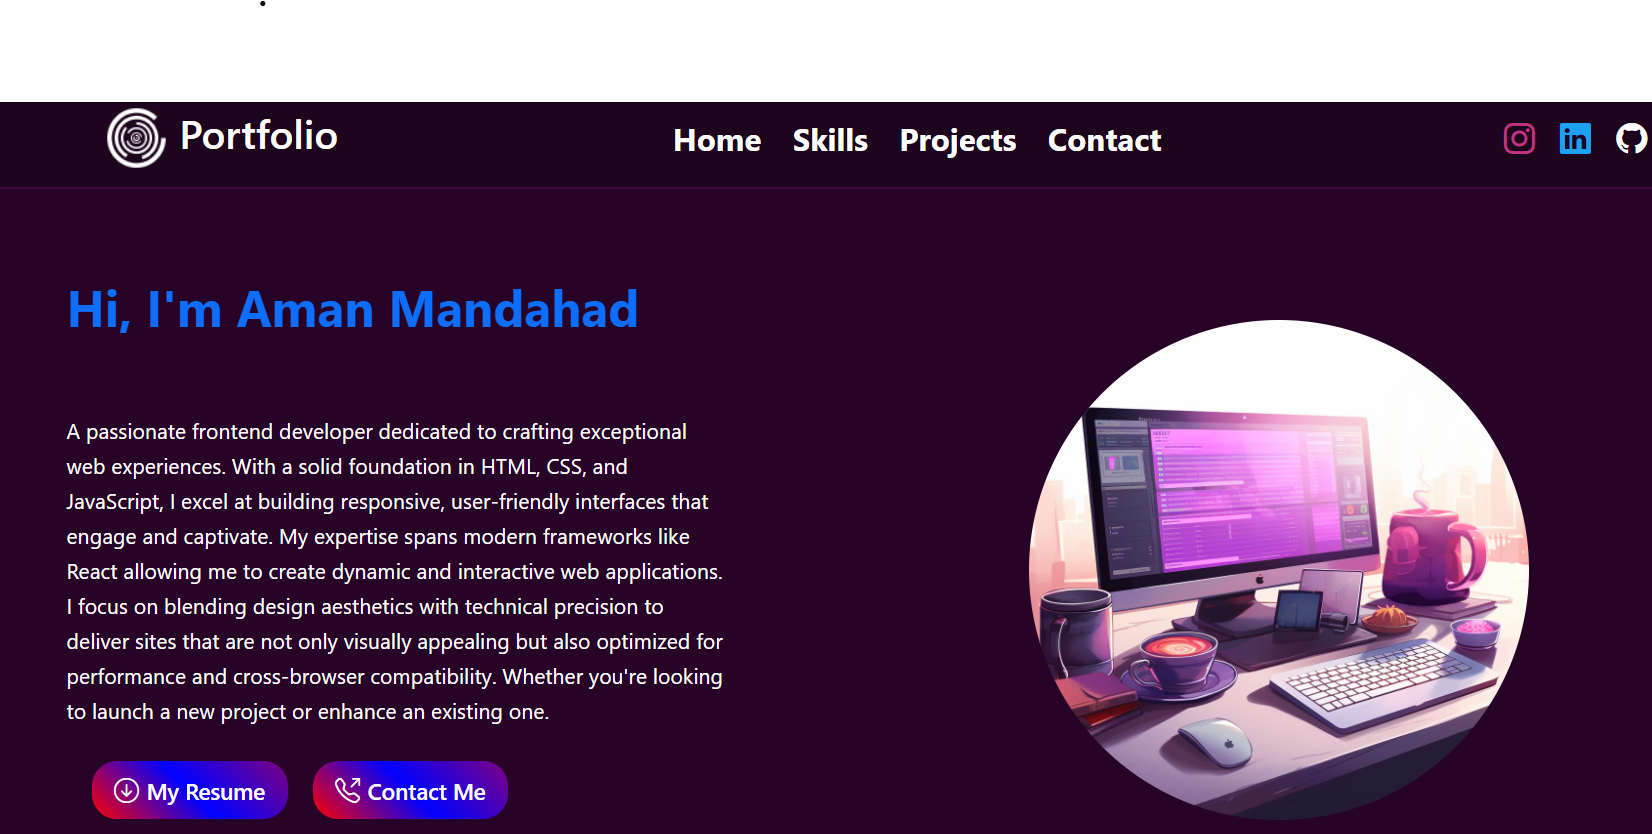 Portfolio
Home Skills Projects Contact
in
Hi, I'm Aman Mandahad
A passionate frontend developer dedicated to crafting exceptional
web experiences. With a solid foundation in HTML, CSS, and
JavaScript, I excel at building responsive, user-friendly interfaces that
engage and captivate. My expertise spans modern frameworks like
React allowing me to create dynamic and interactive web applications.
I focus on blending design aesthetics with technical precision to
deliver sites that are not only visually appealing but also optimized for
performance and cross-browser compatibility. Whether you're looking
to launch a new project or enhance an existing one.
My Resume
Contact Me